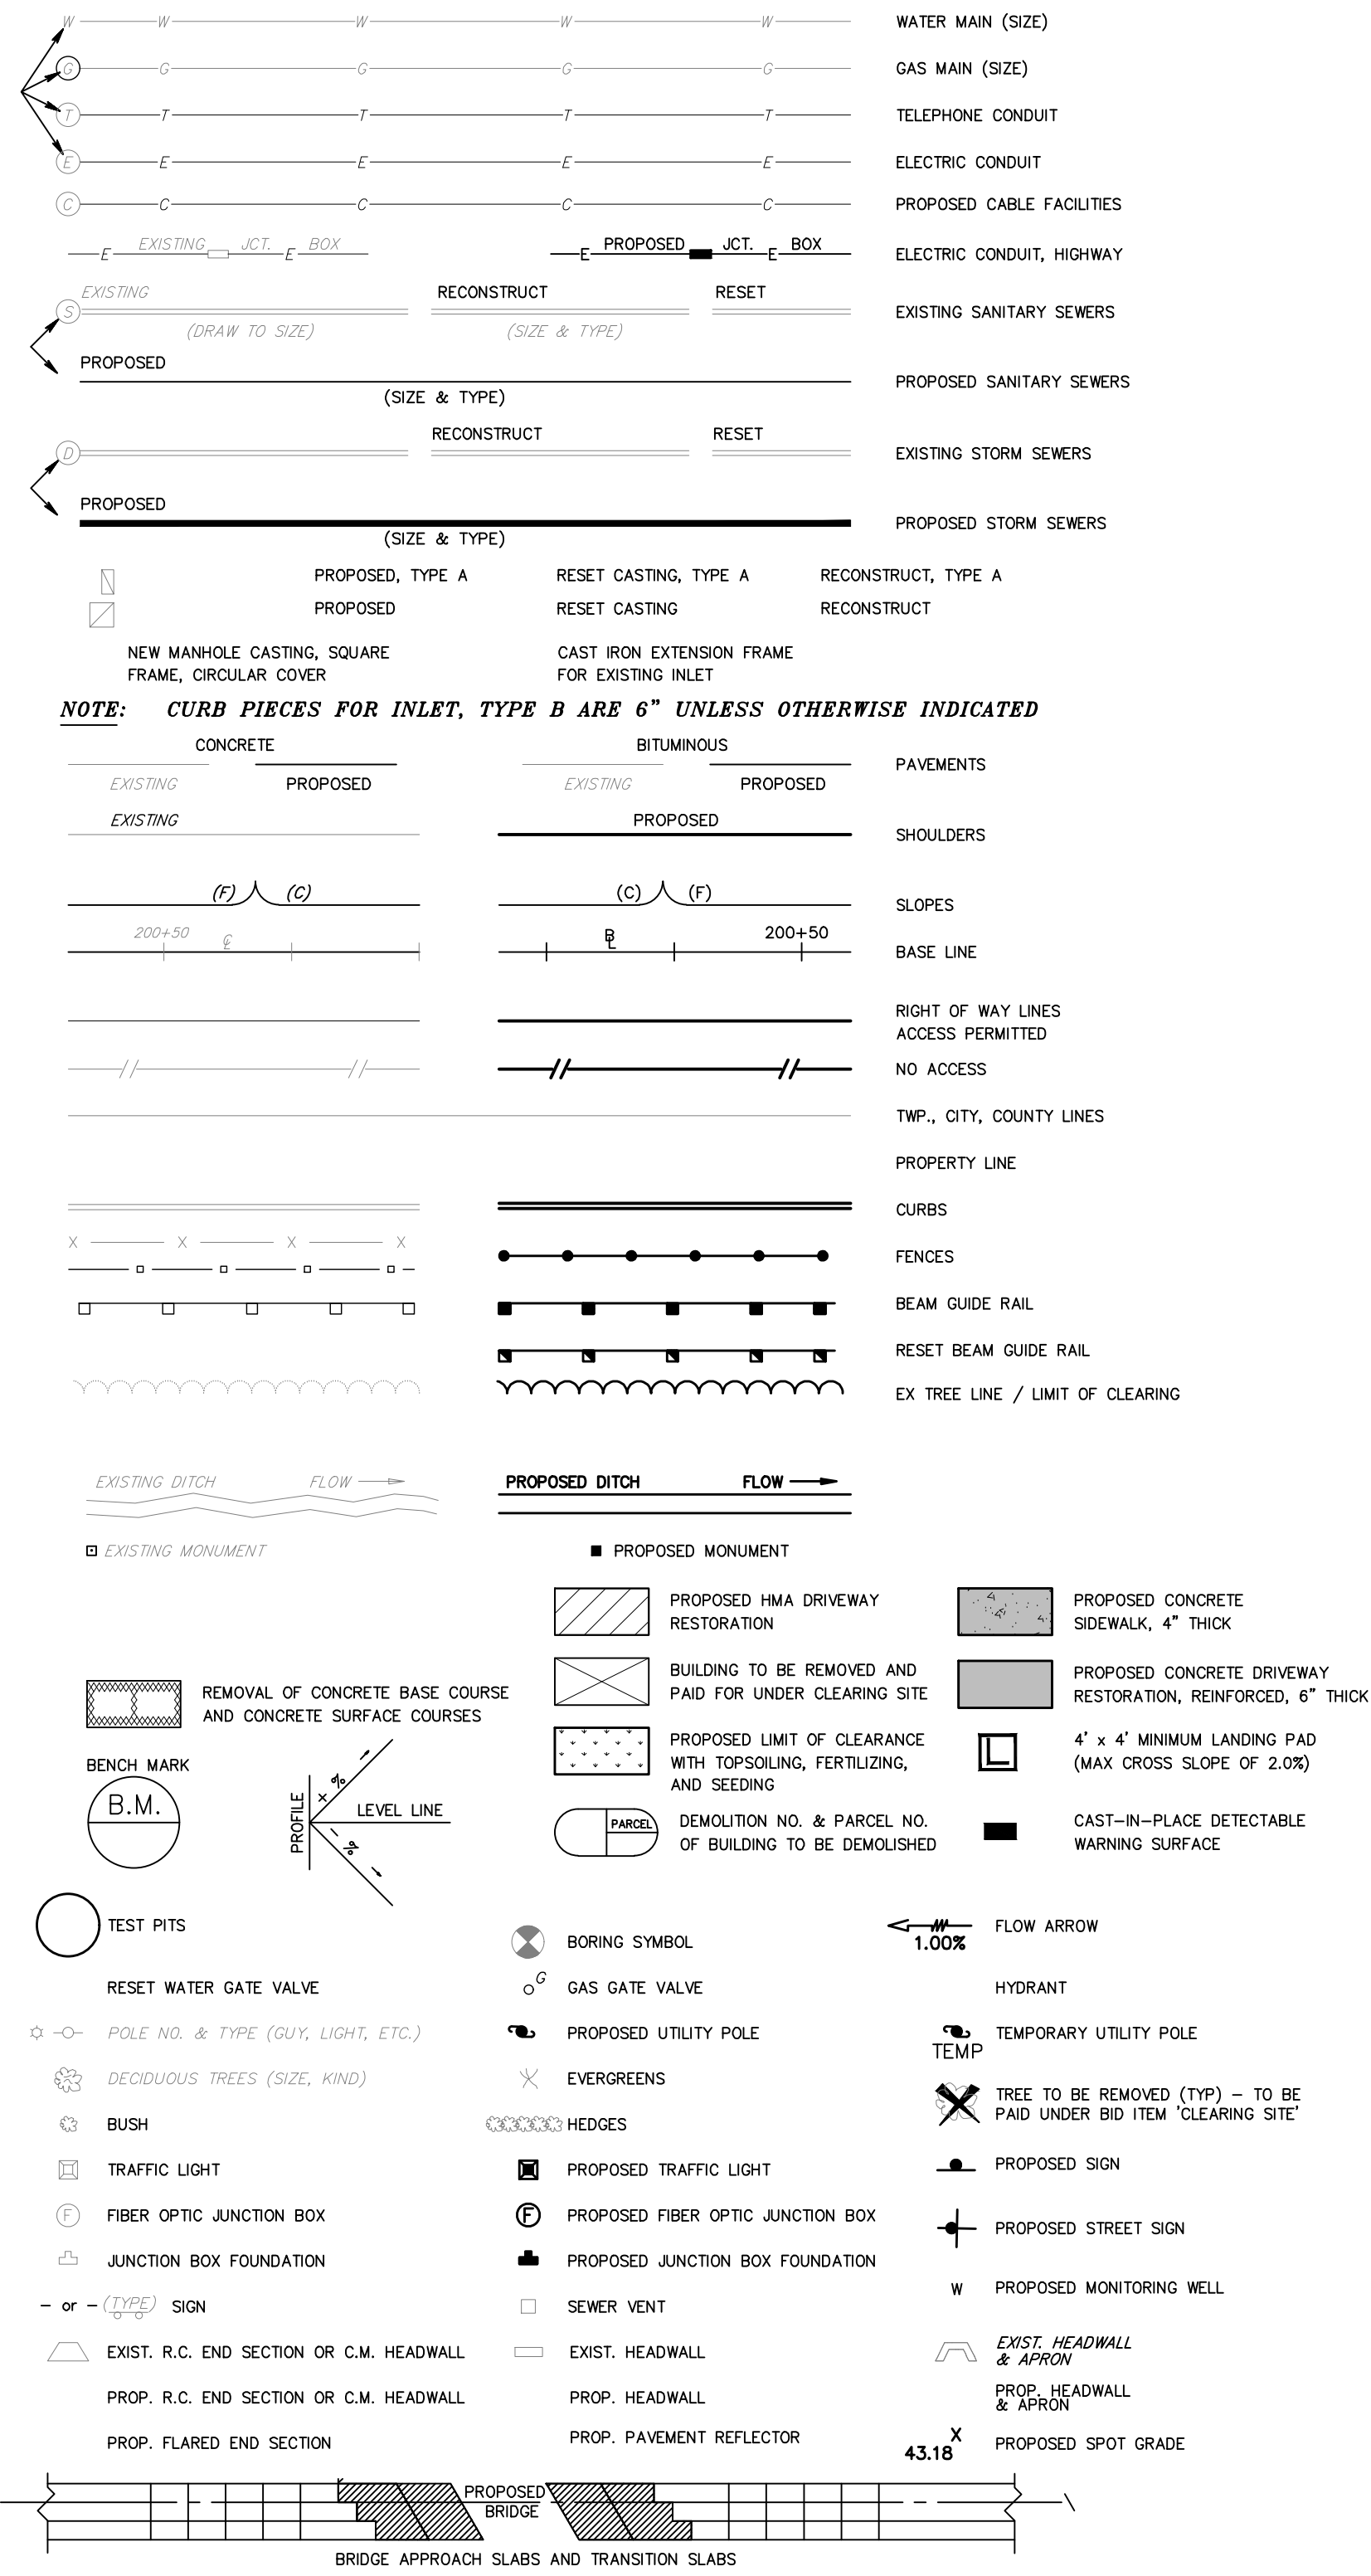 W W W W W WATER MAIN (SIZE)
G G G G G GAS MAIN (SIZE)
T T T T T TELEPHONE CONDUIT
E E E E E ELECTRIC CONDUIT
C C C C C PROPOSED CABLE FACILITIES
E EXISTING JCT. E BOX E PROPOSED JCT. E BOX ELECTRIC CONDUIT, HIGHWAY
EXISTING RECONSTRUCT RESET
S EXISTING SANITARY SEWERS
(DRAW TO SIZE) (SIZE & TYPE)
PROPOSED
PROPOSED SANITARY SEWERS
(SIZE & TYPE)
RECONSTRUCT RESET
D EXISTING STORM SEWERS
PROPOSED
PROPOSED STORM SEWERS
(SIZE & TYPE)
PROPOSED, TYPE A RESET CASTING, TYPE A RECONSTRUCT, TYPE A
PROPOSED RESET CASTING RECONSTRUCT
NEW MANHOLE CASTING, SQUARE
FRAME, CIRCULAR COVER
CAST IRON EXTENSION FRAME
FOR EXISTING INLET
NOTE: CURB PIECES FOR INLET, TYPE B ARE 6" UNLESS OTHERWISE INDICATED
CONCRETE BITUMINOUS
PAVEMENTS
EXISTING PROPOSED EXISTING PROPOSED
EXISTING PROPOSED
SHOULDERS
(F) (C) (C) (F)
SLOPES
200+50 CL BL 200+50
BASE LINE
RIGHT OF WAY LINES
ACCESS PERMITTED
NO ACCESS
TWP., CITY, COUNTY LINES
PROPERTY LINE
CURBS
X X X X
FENCES
BEAM GUIDE RAIL
RESET BEAM GUIDE RAIL
EX TREE LINE / LIMIT OF CLEARING
EXISTING DITCH FLOW PROPOSED DITCH FLOW
EXISTING MONUMENT PROPOSED MONUMENT
PROPOSED HMA DRIVEWAY
RESTORATION
PROPOSED CONCRETE
SIDEWALK, 4" THICK
BUILDING TO BE REMOVED AND
PAID FOR UNDER CLEARING SITE
PROPOSED CONCRETE DRIVEWAY
RESTORATION, REINFORCED, 6" THICK
REMOVAL OF CONCRETE BASE COURSE
AND CONCRETE SURFACE COURSES
PROPOSED LIMIT OF CLEARANCE
WITH TOPSOILING, FERTILIZING,
AND SEEDING
L
4' x 4' MINIMUM LANDING PAD
(MAX CROSS SLOPE OF 2.0%)
BENCH MARK
B.M.
PROFILE
x %
LEVEL LINE
- %
PARCEL
DEMOLITION NO. & PARCEL NO.
OF BUILDING TO BE DEMOLISHED
CAST-IN-PLACE DETECTABLE
WARNING SURFACE
TEST PITS BORING SYMBOL FLOW ARROW
1.00%
RESET WATER GATE VALVE G GAS GATE VALVE HYDRANT
POLE NO. & TYPE (GUY, LIGHT, ETC.) PROPOSED UTILITY POLE TEMPORARY UTILITY POLE
TEMP
DECIDUOUS TREES (SIZE, KIND) EVERGREENS
TREE TO BE REMOVED (TYP) - TO BE
PAID UNDER BID ITEM 'CLEARING SITE'
BUSH HEDGES
TRAFFIC LIGHT PROPOSED TRAFFIC LIGHT PROPOSED SIGN
F FIBER OPTIC JUNCTION BOX F PROPOSED FIBER OPTIC JUNCTION BOX PROPOSED STREET SIGN
JUNCTION BOX FOUNDATION PROPOSED JUNCTION BOX FOUNDATION
W PROPOSED MONITORING WELL
- or - (TYPE) SIGN SEWER VENT
EXIST. R.C. END SECTION OR C.M. HEADWALL EXIST. HEADWALL
EXIST. HEADWALL
& APRON
PROP. R.C. END SECTION OR C.M. HEADWALL PROP. HEADWALL
PROP. HEADWALL
& APRON
PROP. FLARED END SECTION PROP. PAVEMENT REFLECTOR
X
43.18 PROPOSED SPOT GRADE
PROPOSED
BRIDGE
BRIDGE APPROACH SLABS AND TRANSITION SLABS